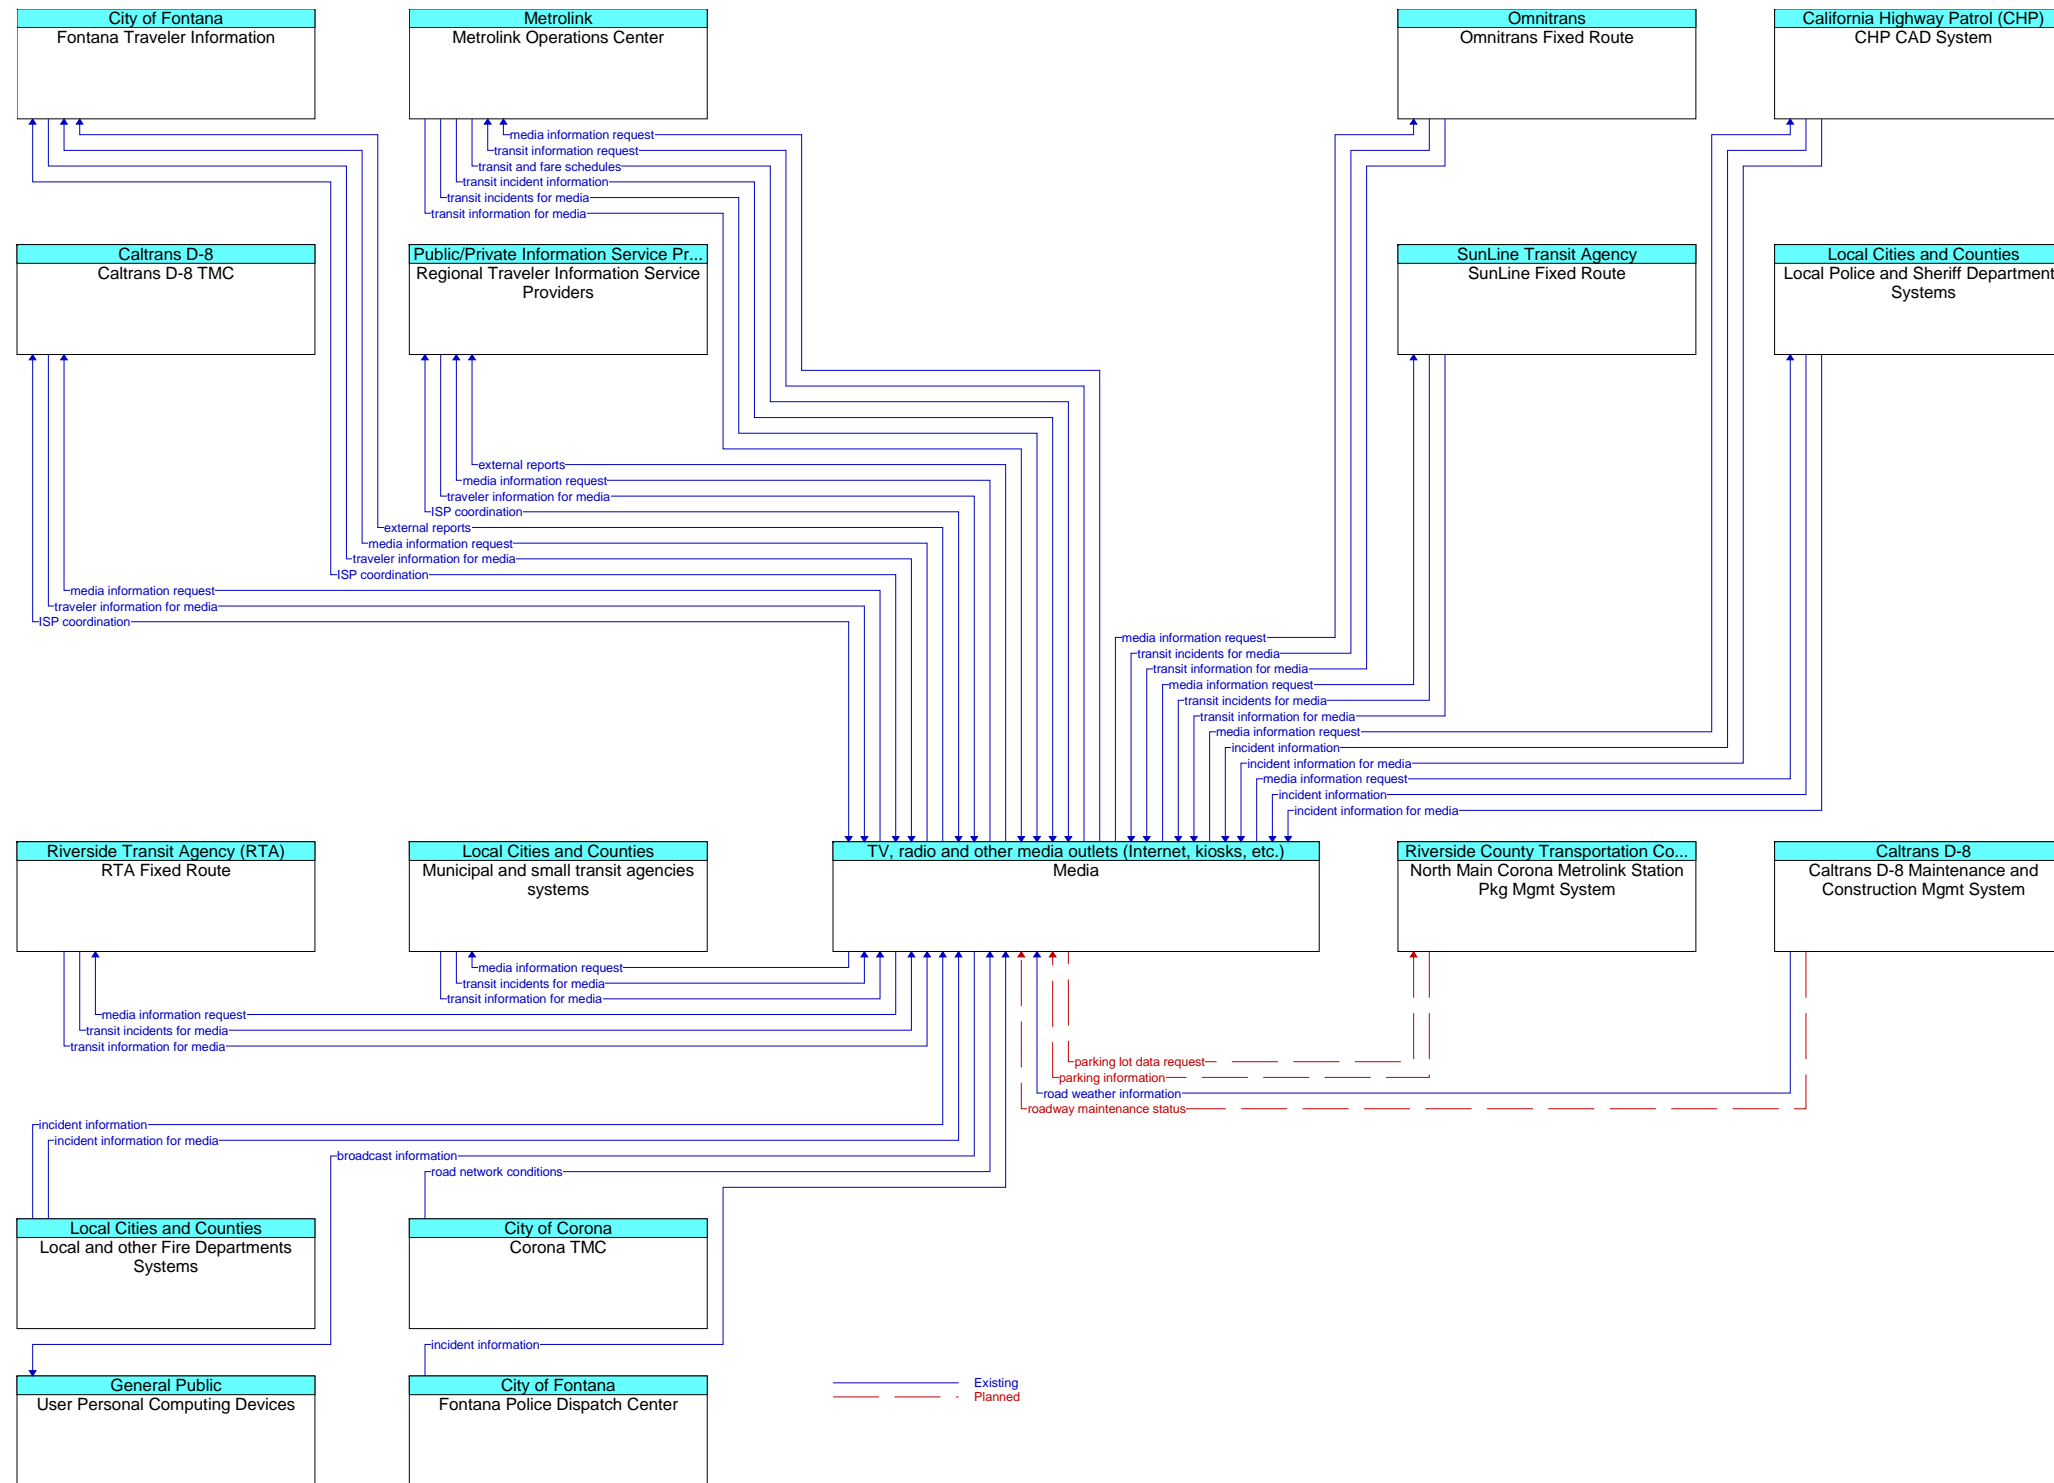 City of Fontana
Fontana Traveler Information
Metrolink
Metrolink Operations Center
Omnitrans
Omnitrans Fixed Route
California Highway Patrol (CHP)
CHP CAD System
media information request
transit information request
transit and fare schedules
transit incident information
transit incidents for media
transit information for media
Caltrans D-8
Caltrans D-8 TMC
Public/Private Information Service Pr...
Regional Traveler Information Service
Providers
SunLine Transit Agency
SunLine Fixed Route
Local Cities and Counties
Local Police and Sheriff Department
Systems
external reports
media information request
traveler information for media
ISP coordination
external reports
media information request
traveler information for media
ISP coordination
media information request
traveler information for media
ISP coordination
media information request
transit incidents for media
transit information for media
media information request
transit incidents for media
transit information for media
media information request
incident information
incident information for media
media information request
incident information
incident information for media
Riverside Transit Agency (RTA)
RTA Fixed Route
Local Cities and Counties
Municipal and small transit agencies
systems
TV, radio and other media outlets (Internet, kiosks, etc.)
Media
Riverside County Transportation Co...
North Main Corona Metrolink Station
Pkg Mgmt System
Caltrans D-8
Caltrans D-8 Maintenance and
Construction Mgmt System
media information request
transit incidents for media
transit information for media
media information request
transit incidents for media
transit information for media
parking lot data request
parking information
road weather information
roadway maintenance status
incident information
incident information for media
broadcast information
road network conditions
Local Cities and Counties
Local and other Fire Departments
Systems
City of Corona
Corona TMC
incident information
General Public
User Personal Computing Devices
City of Fontana
Fontana Police Dispatch Center
Existing
Planned